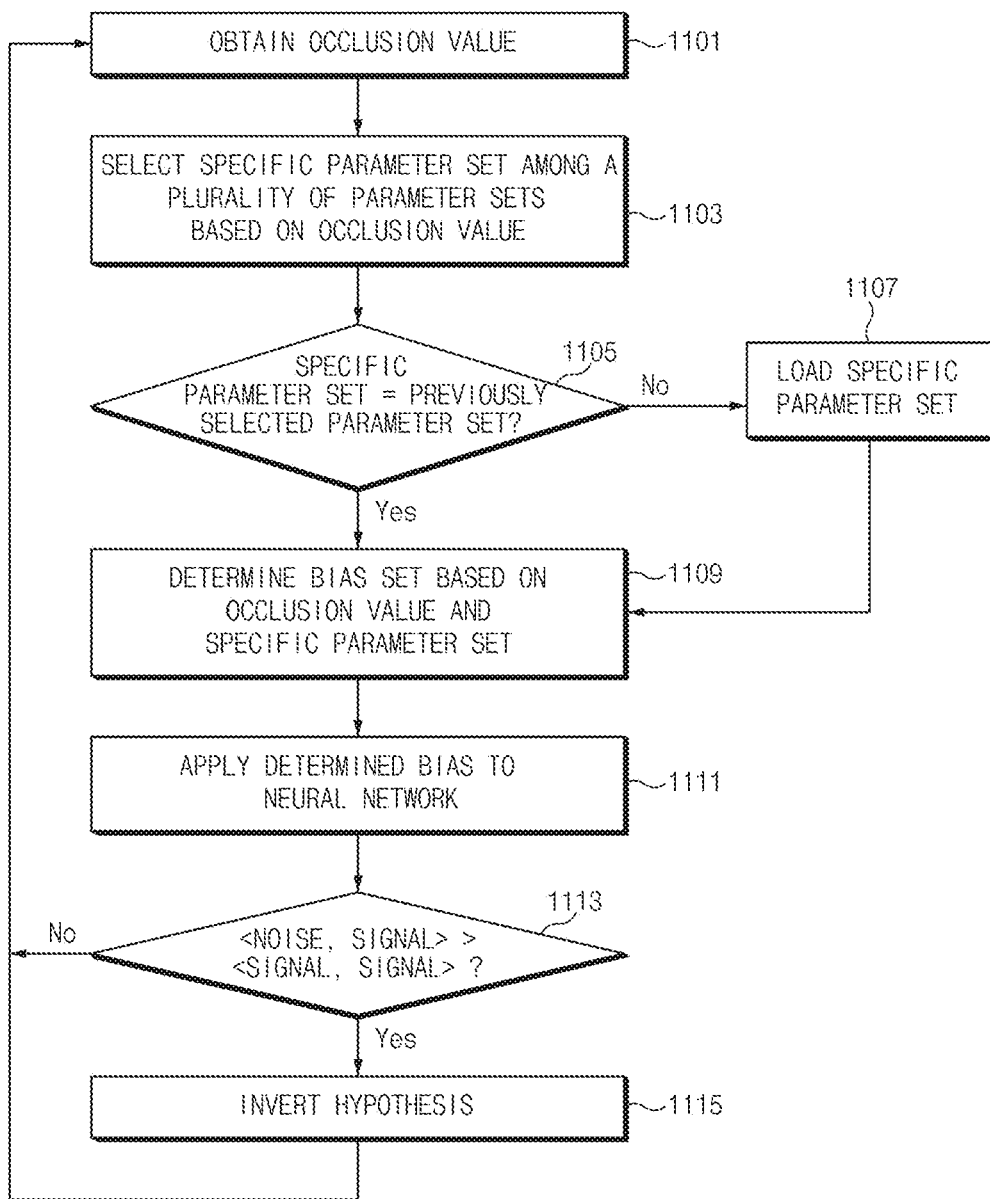 OBTAIN OCCLUSION VALUE
1101
SELECT SPECIFIC PARAMETER SET AMONG A
PLURALITY OF PARAMETER SETS
BASED ON OCCLUSION VALUE
1103
SPECIFIC
PARAMETER SET = PREVIOUSLY
SELECTED PARAMETER SET?
1105
No
1107
LOAD SPECIFIC
PARAMETER SET
Yes
DETERMINE BIAS SET BASED ON
OCCLUSION VALUE AND
SPECIFIC PARAMETER SET
1109
APPLY DETERMINED BIAS TO
NEURAL NETWORK
1111
<NOISE, SIGNAL> >
<SIGNAL, SIGNAL> ?
1113
No
Yes
INVERT HYPOTHESIS
1115